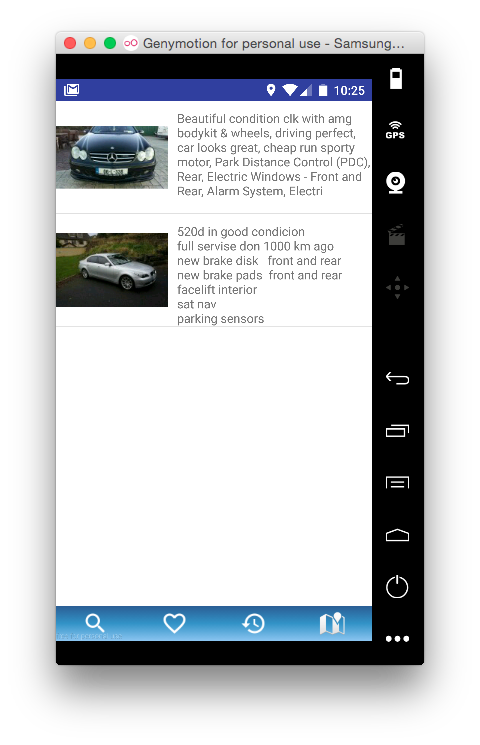 Genymotion for personal use - Samsung...
10:25
GPS
Beautiful condition clk with amg
bodykit & wheels, driving perfect,
car looks great, cheap run sporty
motor, Park Distance Control (PDC),
Rear, Electric Windows - Front and
Rear, Alarm System, Electri
520d in good condicion
full servise don 1000 km ago
new brake disk   front and rear
new brake pads  front and rear
facelift interior
sat nav
parking sensors